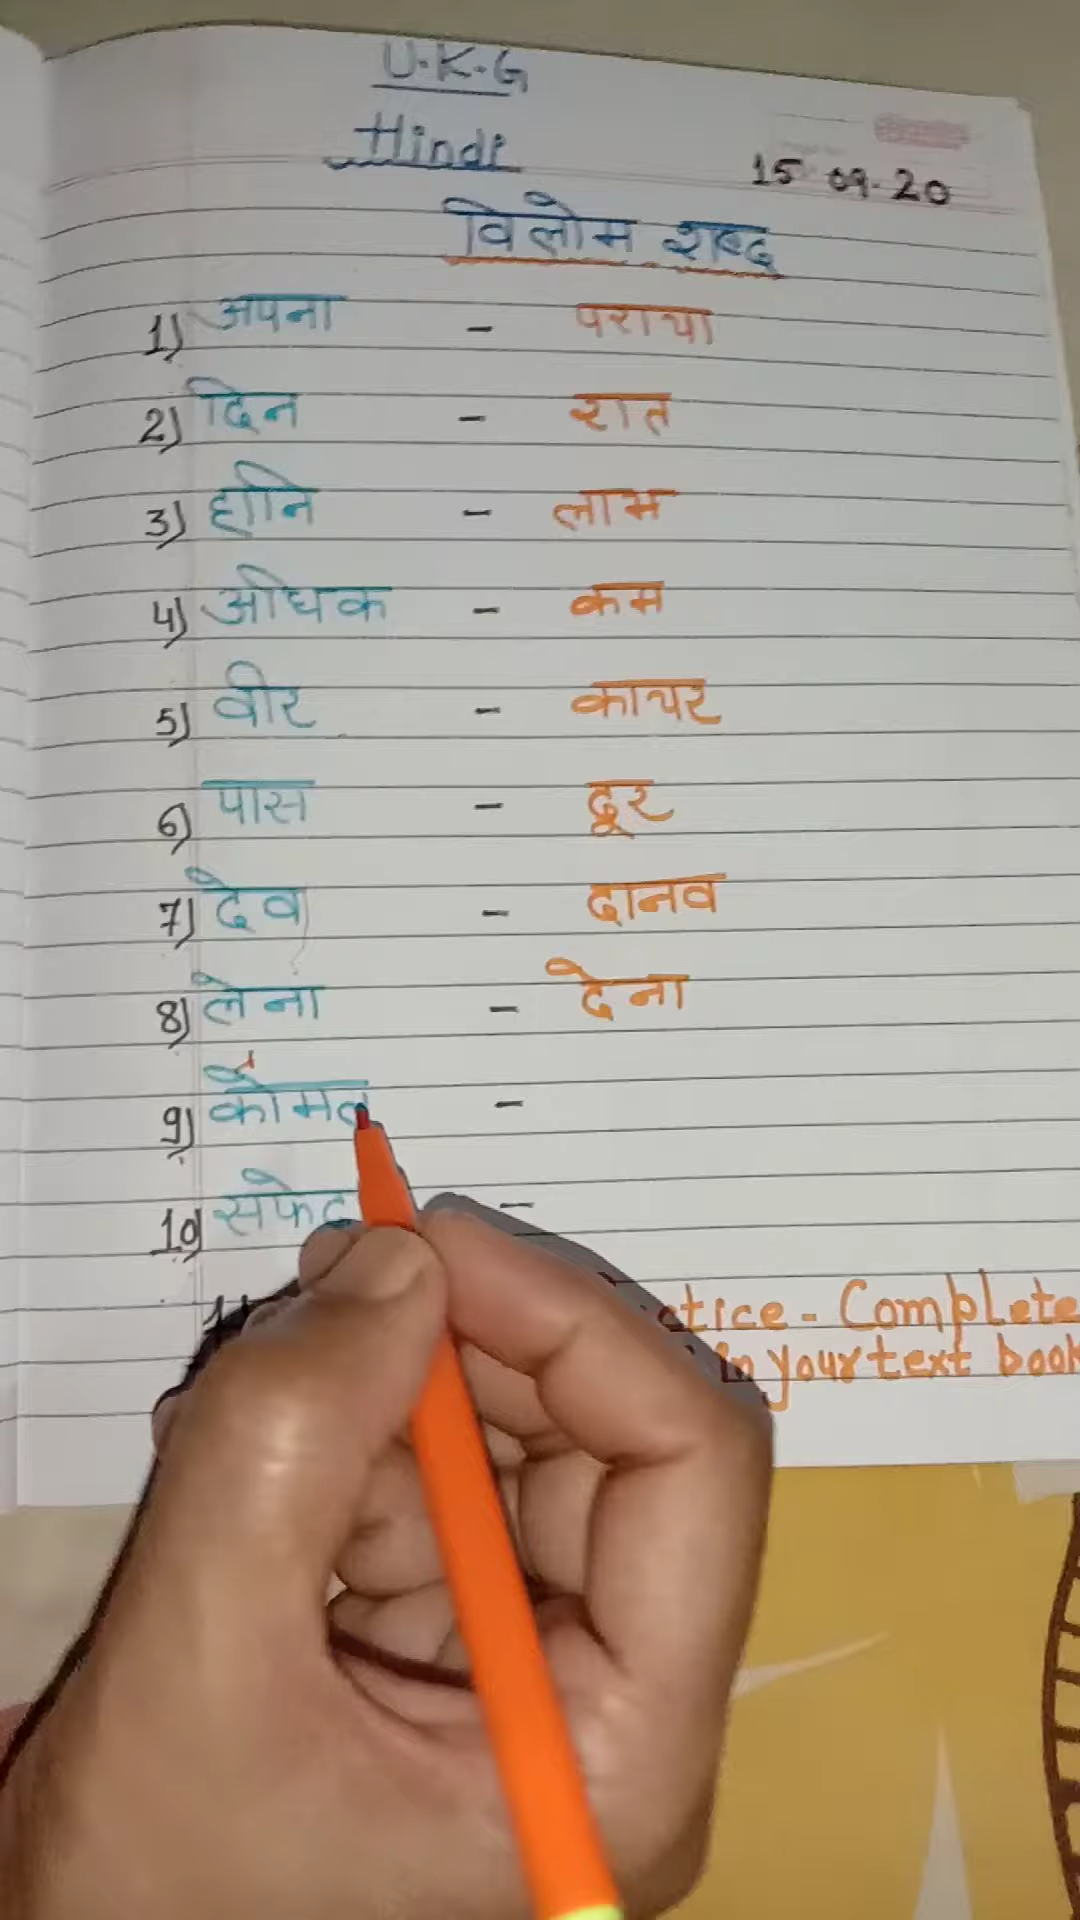 U.K.G
Hindi
15 09.20
विलोम शब्द
1) अपना - पराया
2) दिन - रात
3) हानि - लाभ
4) अधिक - कम
5) वीर - कायर
6) पास - दूर
7) देव - दानव
8) लेना - देना
9) कोमल -
10) सफेद -
Complete
in your text book